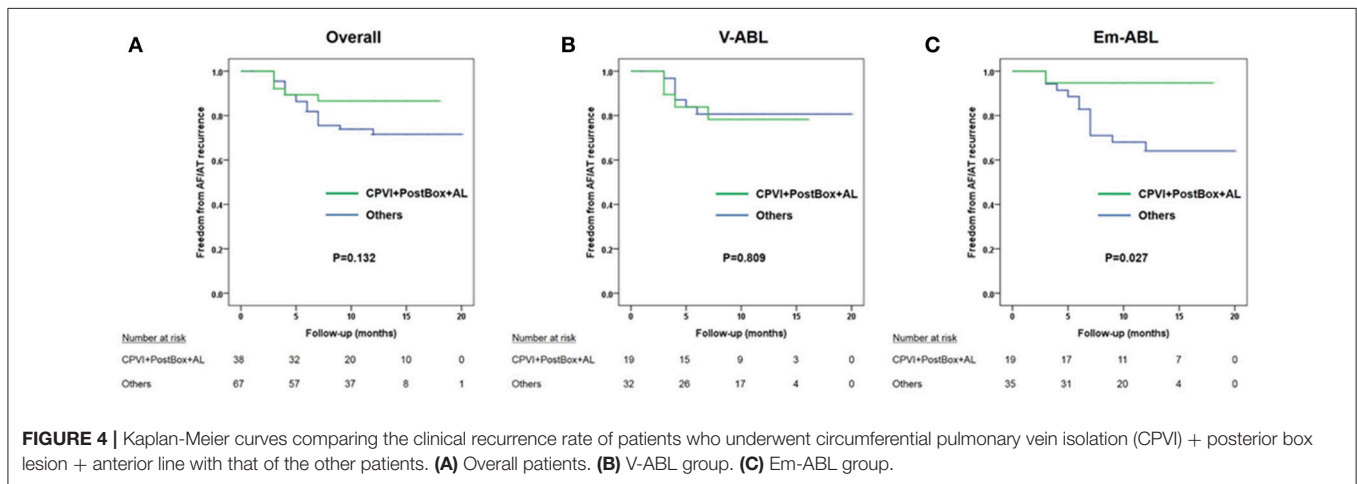 A
Overall
Freedom from AF/AT recurrence
1.0
0.8
0.6
0.4
0.2
0.0
CPVI+PostBox+AL
Others
P=0.132
0 5 10 15 20
Follow-up (months)
Number at risk
CPVI+PostBox+AL 38 32 20 10 0
Others 67 57 37 8 1
B
V-ABL
Freedom from AF/AT recurrence
1.0
0.8
0.6
0.4
0.2
0.0
CPVI+PostBox+AL
Others
P=0.809
0 5 10 15 20
Follow-up (months)
Number at risk
CPVI+PostBox+AL 19 15 9 3 0
Others 32 26 17 4 0
C
Em-ABL
Freedom from AF/AT recurrence
1.0
0.8
0.6
0.4
0.2
0.0
CPVI+PostBox+AL
Others
P=0.027
0 5 10 15 20
Follow-up (months)
Number at risk
CPVI+PostBox+AL 19 17 11 7 0
Others 35 31 20 4 0
FIGURE 4 | Kaplan-Meier curves comparing the clinical recurrence rate of patients who underwent circumferential pulmonary vein isolation (CPVI) + posterior box
lesion + anterior line with that of the other patients. (A) Overall patients. (B) V-ABL group. (C) Em-ABL group.